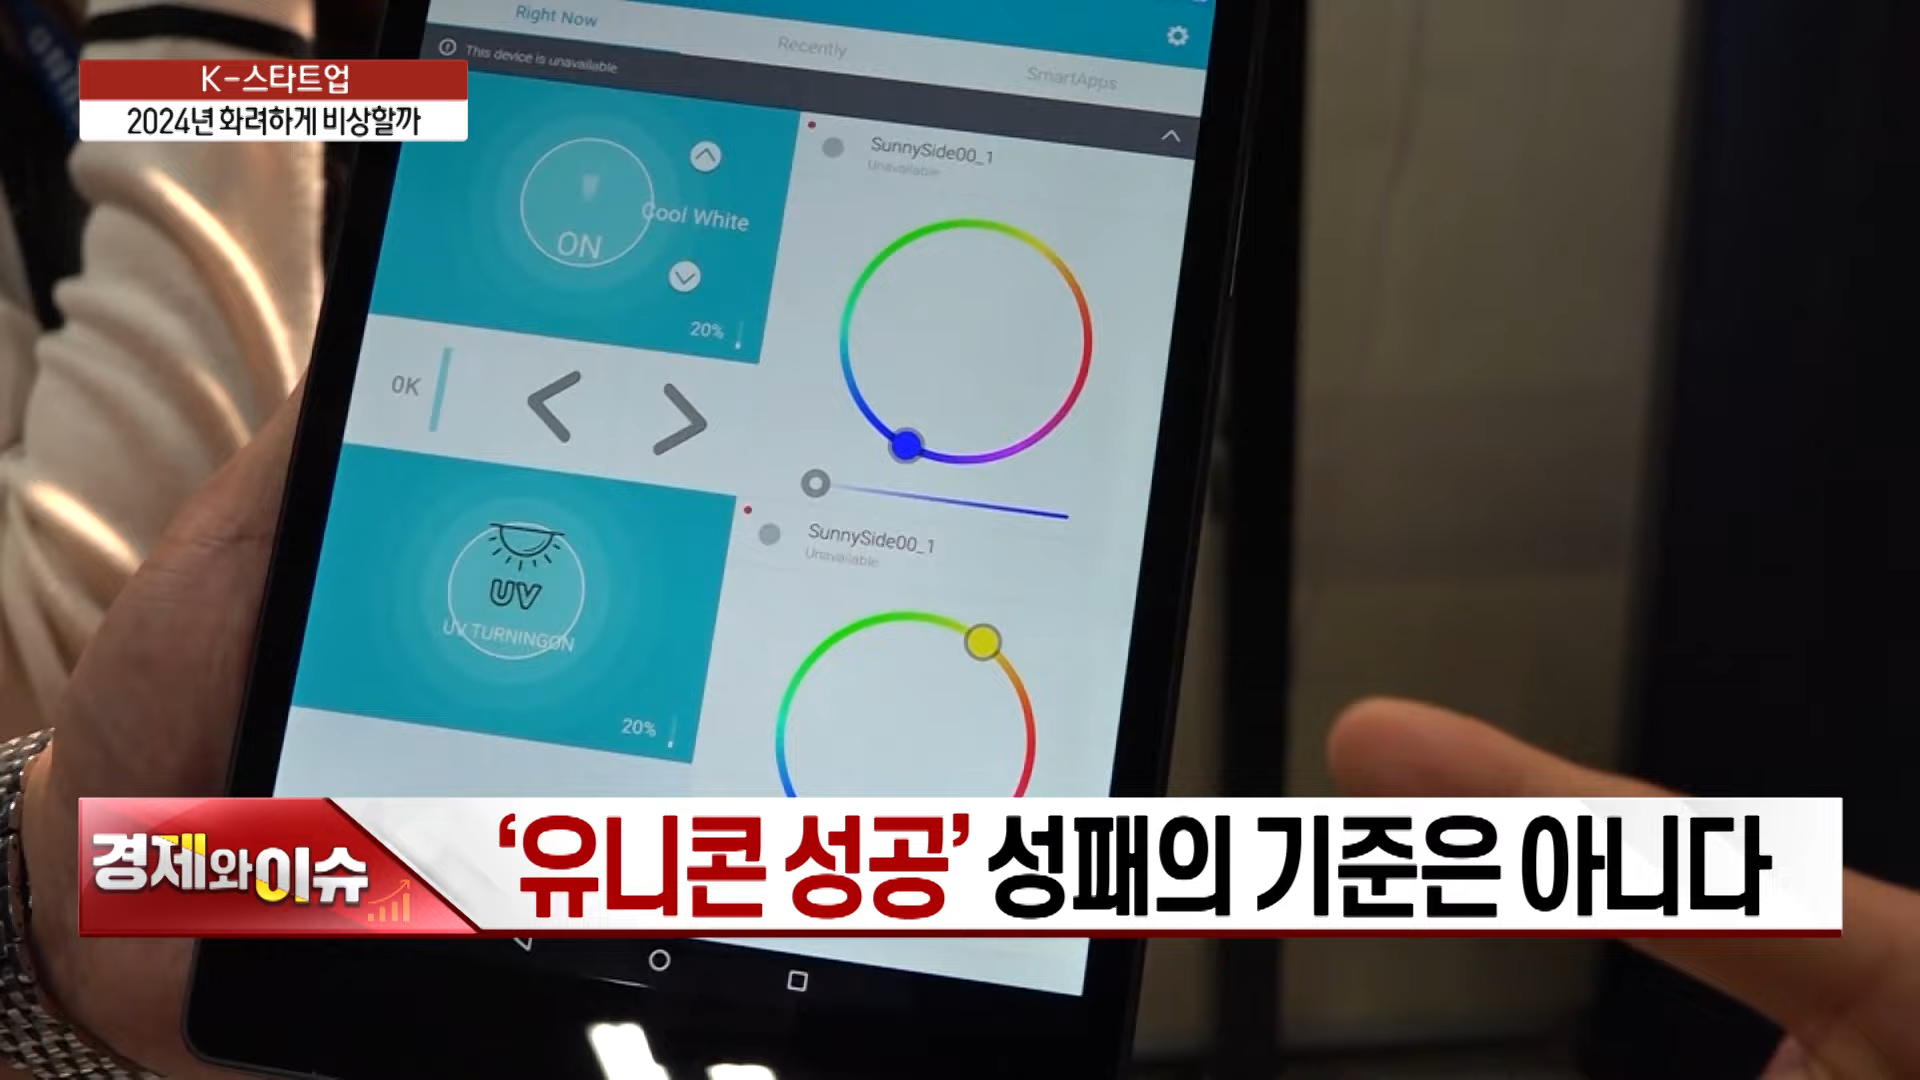 Right Now
Recently
SmartApps
This device is unavailable
K-스타트업
2024년 화려하게 비상할까
SunnySide00_1
Unavailable
Cool White
ON
20%
0K
SunnySide00_1
Unavailable
UV
UV TURNINGON
20%
경제와이슈
‘유니콘 성공’ 성패의 기준은 아니다